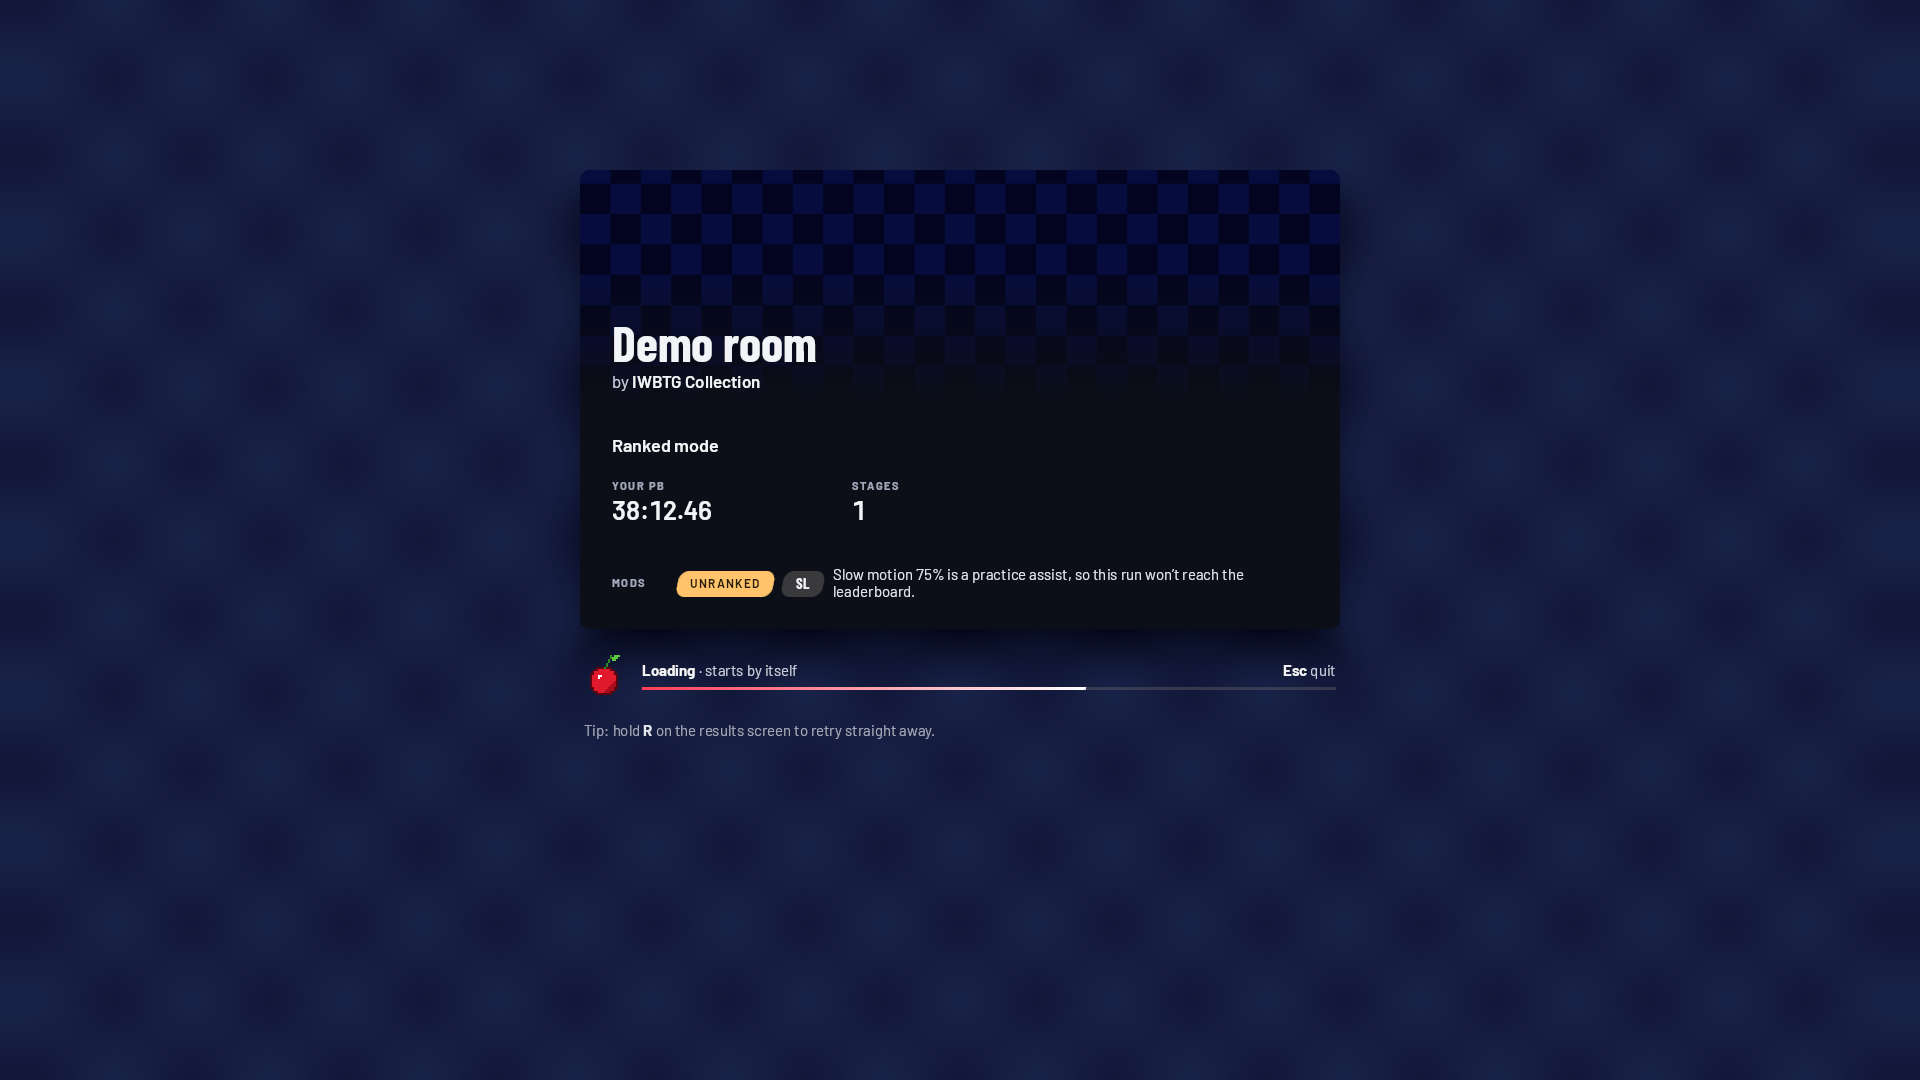 Demo room
by IWBTG Collection
Ranked mode
YOUR PB
38:12.46
STAGES
1
MODS
UNRANKED
SL
Slow motion 75% is a practice assist, so this run won’t reach the
leaderboard.
Loading · starts by itself
Esc quit
Tip: hold R on the results screen to retry straight away.